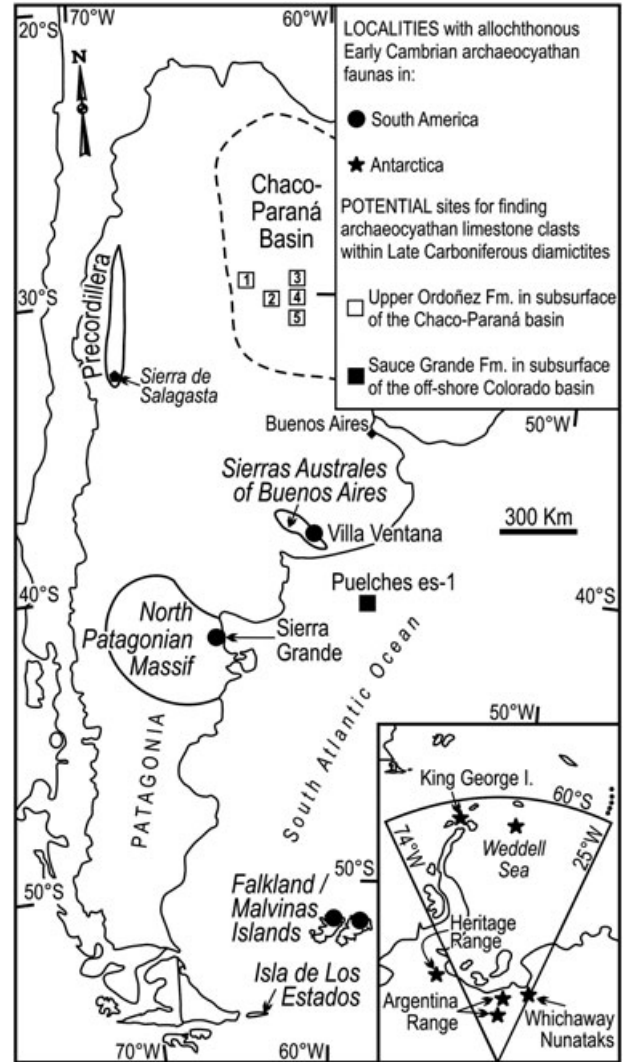 20°S
70°W
60°W
N
LOCALITIES with allochthonous
Early Cambrian archaeocyathan
faunas in:
South America
Antarctica
POTENTIAL sites for finding
archaeocyathan limestone clasts
within Late Carboniferous diamictites
Upper Ordoñez Fm. in subsurface
of the Chaco-Paraná basin
Sauce Grande Fm. in subsurface
of the off-shore Colorado basin
Chaco-
Paraná
Basin
1
2
3
4
5
30°S
Precordillera
Sierra de
Salagasta
Buenos Aires
50°W
Sierras Australes
of Buenos Aires
Villa Ventana
300 Km
Puelches es-1
40°S
40°S
North
Patagonian
Massif
Sierra
Grande
South Atlantic Ocean
PATAGONIA
50°W
King George I.
60°S
74°W
25°W
Weddell
Sea
Heritage
Range
Argentina
Range
Whichaway
Nunataks
50°S
50°S
Falkland /
Malvinas
Islands
Isla de Los
Estados
70°W
60°W